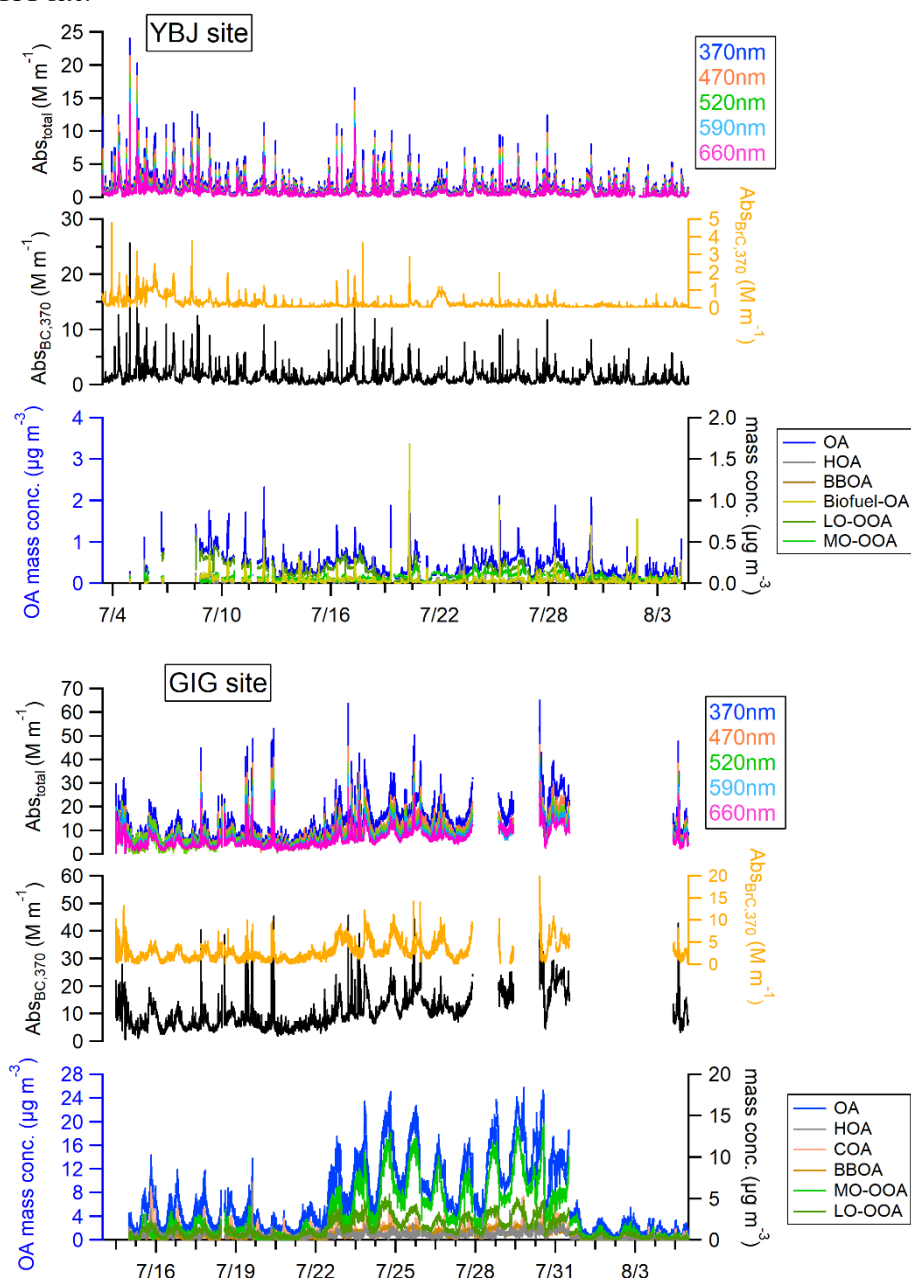 YBJ site
Abs_total (M m⁻¹)
25
20
15
10
5
0
370nm
470nm
520nm
590nm
660nm
Abs_BC,370 (M m⁻¹)
30
20
10
0
5
4
3
2
1
0
Abs_BrC,370 (M m⁻¹)
OA mass conc. (µg m⁻³)
4
3
2
1
0
2.0
1.5
1.0
0.5
0.0
mass conc. (µg m⁻³)
OA
HOA
BBOA
Biofuel-OA
LO-OOA
MO-OOA
7/4 7/10 7/16 7/22 7/28 8/3
GIG site
Abs_total (M m⁻¹)
70
60
50
40
30
20
10
0
370nm
470nm
520nm
590nm
660nm
Abs_BC,370 (M m⁻¹)
60
50
40
30
20
10
0
20
15
10
5
0
Abs_BrC,370 (M m⁻¹)
OA mass conc. (µg m⁻³)
28
24
20
16
12
8
4
0
20
15
10
5
0
mass conc. (µg m⁻³)
OA
HOA
COA
BBOA
MO-OOA
LO-OOA
7/16 7/19 7/22 7/25 7/28 7/31 8/3